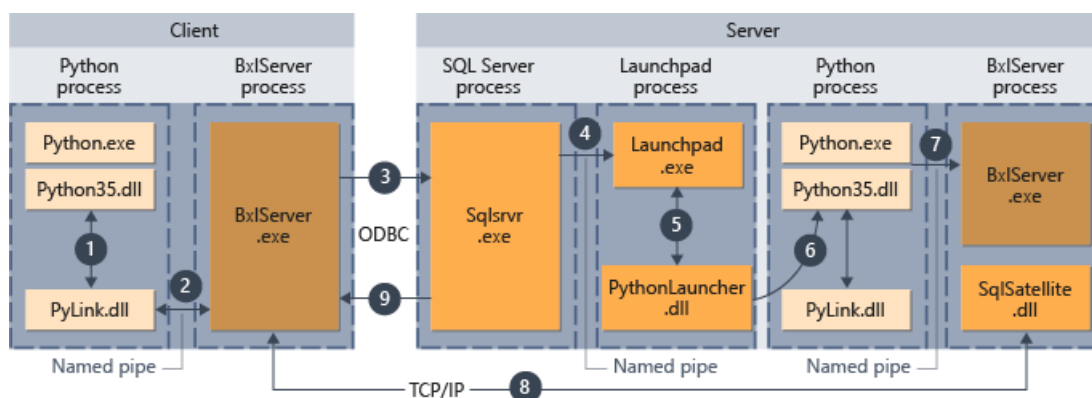 Client
Server
Python
process
BxlServer
process
SQL Server
process
Launchpad
process
Python
process
BxlServer
process
Python.exe
Python35.dll
1
PyLink.dll
2
BxlServer
.exe
3
ODBC
9
Sqlsrvr
.exe
4
Launchpad
.exe
5
PythonLauncher
.dll
6
Python.exe
Python35.dll
PyLink.dll
7
BxlServer
.exe
SqlSatellite
.dll
Named pipe
Named pipe
Named pipe
TCP/IP
8